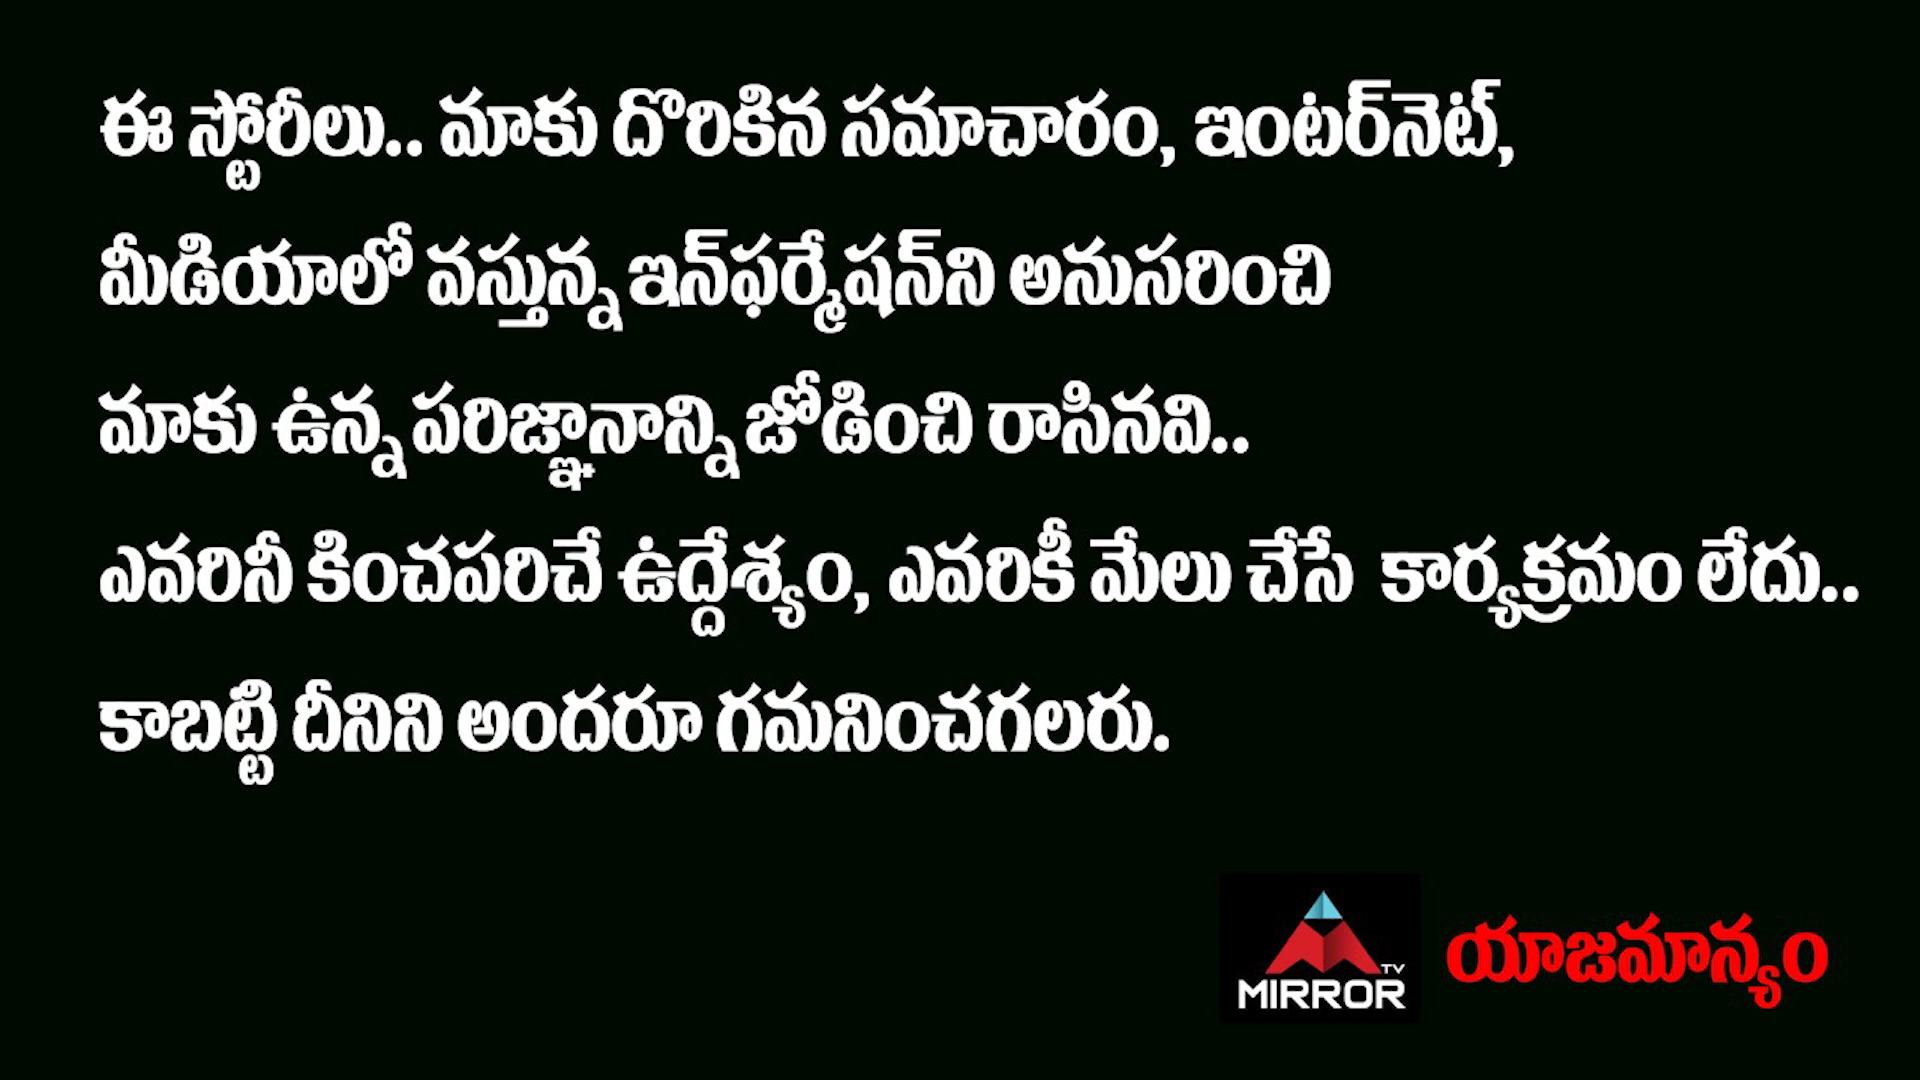 ఈ స్టోరీలు.. మాకు దొరికిన సమాచారం, ఇంటర్‌నెట్,
మీడియాలో వస్తున్న ఇన్‌ఫర్మేషన్‌ని అనుసరించి
మాకు ఉన్న పరిజ్ఞానాన్ని జోడించి రాసినవి..
ఎవరినీ కించపరిచే ఉద్దేశ్యం, ఎవరికీ మేలు చేసే కార్యక్రమం లేదు..
కాబట్టి దీనిని అందరూ గమనించగలరు.
TV
MIRROR
యాజమాన్యం